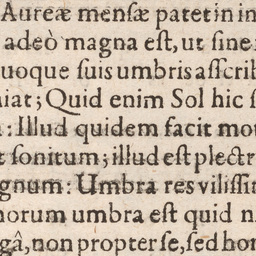 Aureæ menſæ patet in in
adeò magna eſt, ut ſine
uoque ſuis umbris aſſcrib
iat; Quid enim Sol hic ſ
: Illud quidem facit mo
ſonitum; illud eſt plectr
gnum: Umbra res viliſſi
orum umbra eſt quid n
gâ, non propter ſe, ſed hor